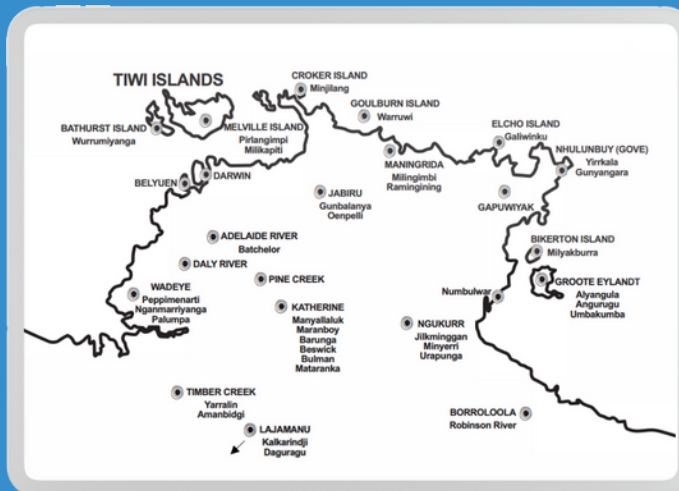 TIWI ISLANDS
CROKER ISLAND
Minjilang
GOULBURN ISLAND
Warruwi
BATHURST ISLAND
Wurrumiyanga
MELVILLE ISLAND
Pirlangimpi
Milikapiti
ELCHO ISLAND
Galiwinku
NHULUNBUY (GOVE)
Yirrkala
Gunyangara
MANINGRIDA
Milingimbi
Ramingining
BELYUEN
DARWIN
JABIRU
Gunbalanya
Oenpelli
GAPUWIYAK
ADELAIDE RIVER
Batchelor
BIKERTON ISLAND
Milyakburra
DALY RIVER
PINE CREEK
GROOTE EYLANDT
Alyangula
Angurugu
Umbakumba
WADEYE
Peppimenarti
Nganmarriyanga
Palumpa
Numbulwar
KATHERINE
Manyallaluk
Maranboy
Barunga
Beswick
Bulman
Mataranka
NGUKURR
Jilkminggan
Minyerri
Urapunga
TIMBER CREEK
Yarralin
Amanbidgi
BORROLOOLA
Robinson River
LAJAMANU
Kalkarindji
Daguragu